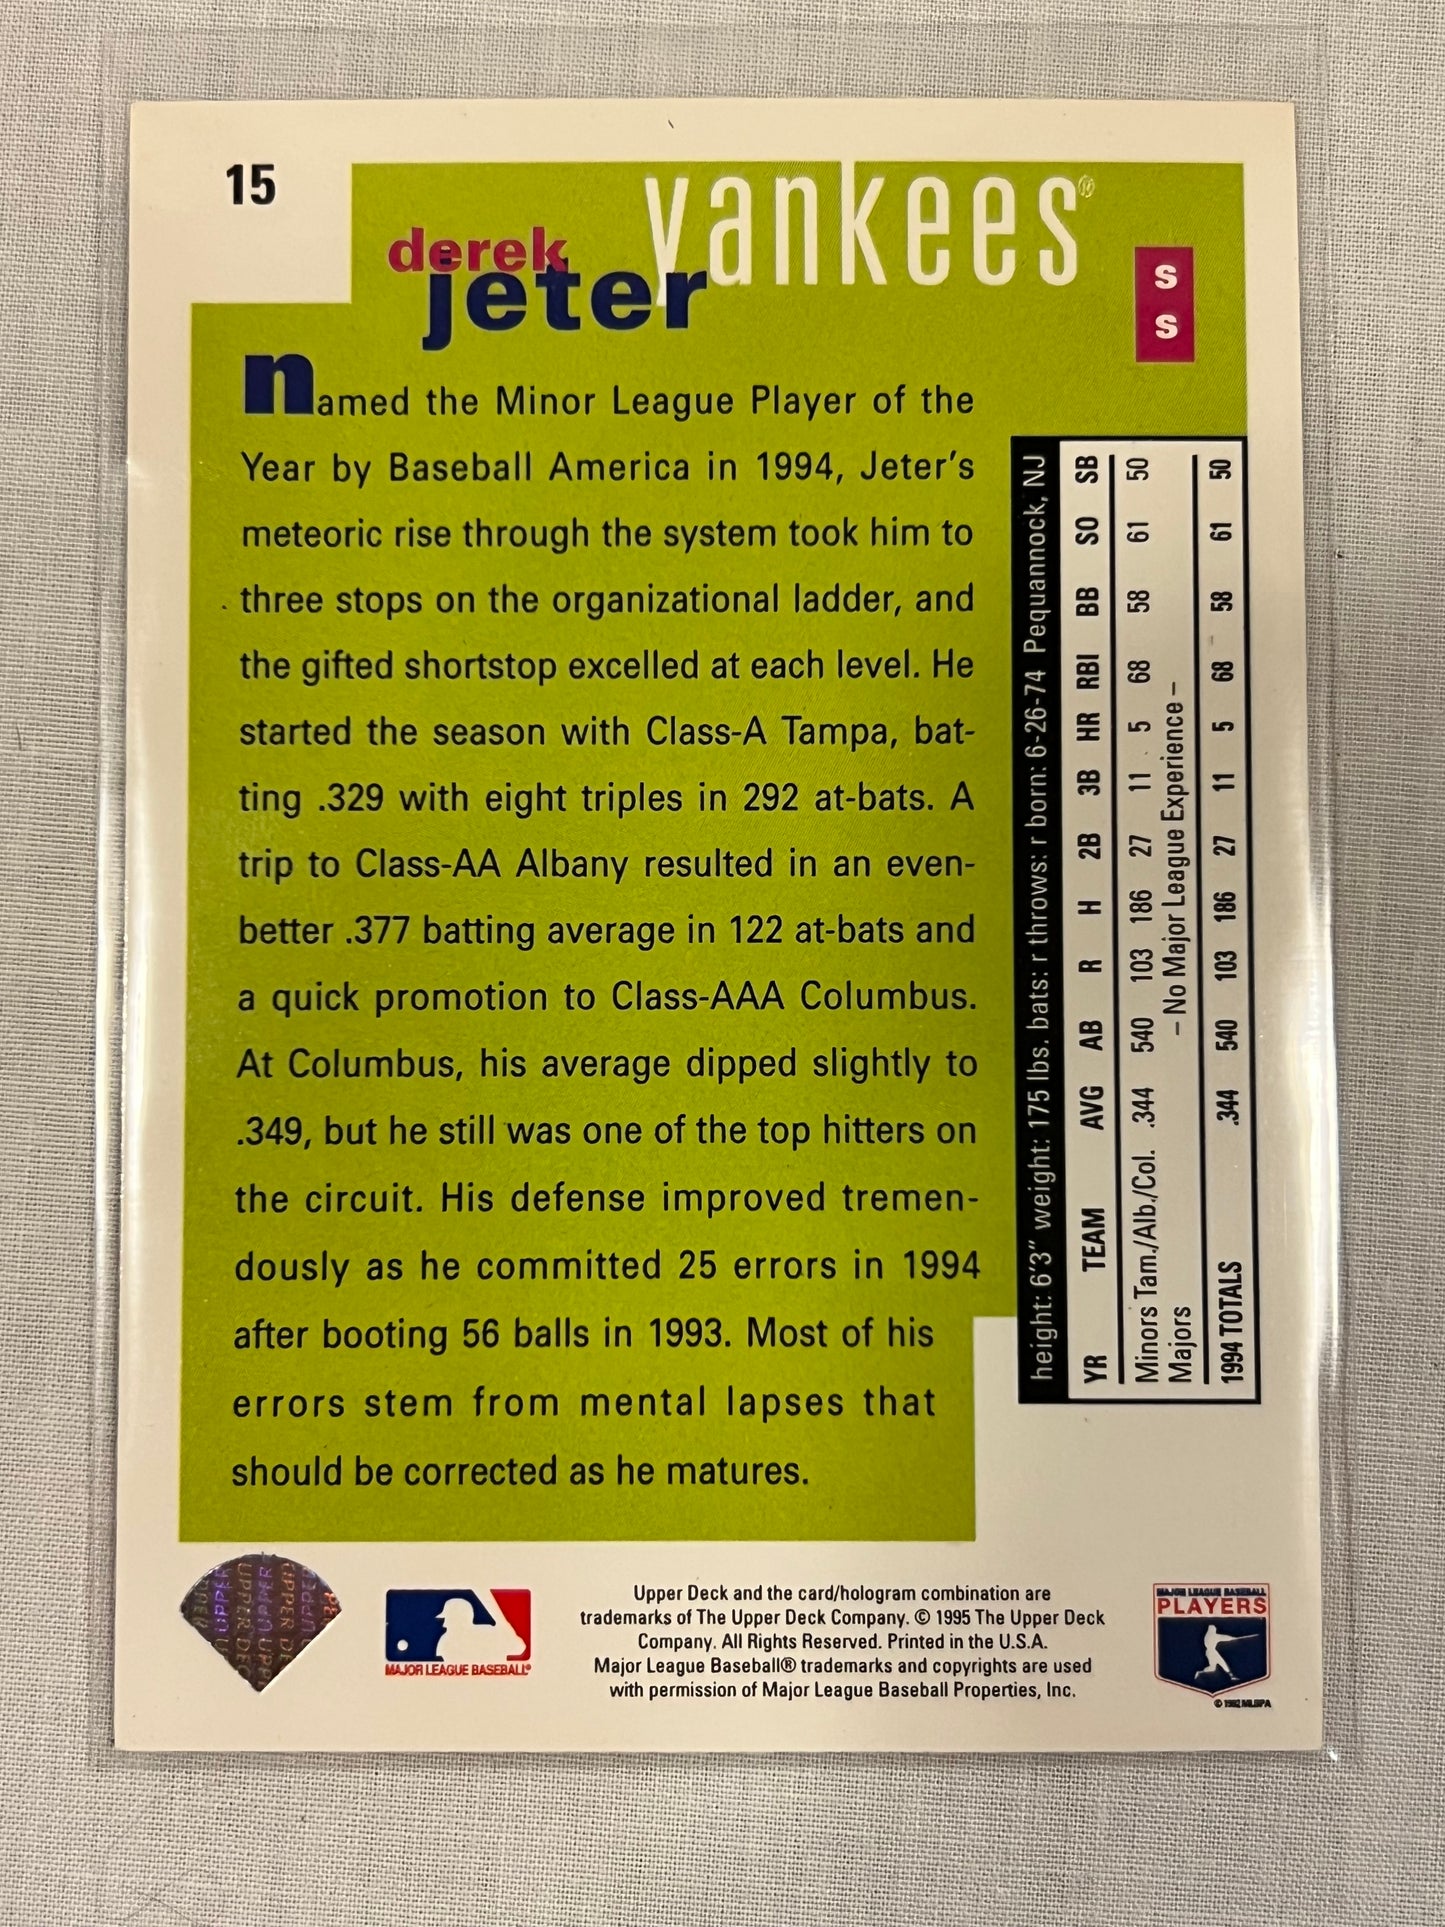 15
yankees®
derek
jeter
s
s
named the Minor League Player of the
Year by Baseball America in 1994, Jeter's
meteoric rise through the system took him to
three stops on the organizational ladder, and
the gifted shortstop excelled at each level. He
started the season with Class-A Tampa, bat-
ting .329 with eight triples in 292 at-bats. A
trip to Class-AA Albany resulted in an even-
better .377 batting average in 122 at-bats and
a quick promotion to Class-AAA Columbus.
At Columbus, his average dipped slightly to
.349, but he still was one of the top hitters on
the circuit. His defense improved tremen-
dously as he committed 25 errors in 1994
after booting 56 balls in 1993. Most of his
errors stem from mental lapses that
should be corrected as he matures.
height: 6'3" weight: 175 lbs. bats: r throws: r born: 6-26-74 Pequannock, NJ
YR TEAM AVG AB R H 2B 3B HR RBI BB SO SB
Minors Tam./Alb./Col. .344 540 103 186 27 11 5 68 58 61 50
Majors – No Major League Experience –
1994 TOTALS .344 540 103 186 27 11 5 68 58 61 50
MAJOR LEAGUE BASEBALL®
Upper Deck and the card/hologram combination are
trademarks of The Upper Deck Company. © 1995 The Upper Deck
Company. All Rights Reserved. Printed in the U.S.A.
Major League Baseball® trademarks and copyrights are used
with permission of Major League Baseball Properties, Inc.
MAJOR LEAGUE BASEBALL
PLAYERS
© 1992 MLBPA